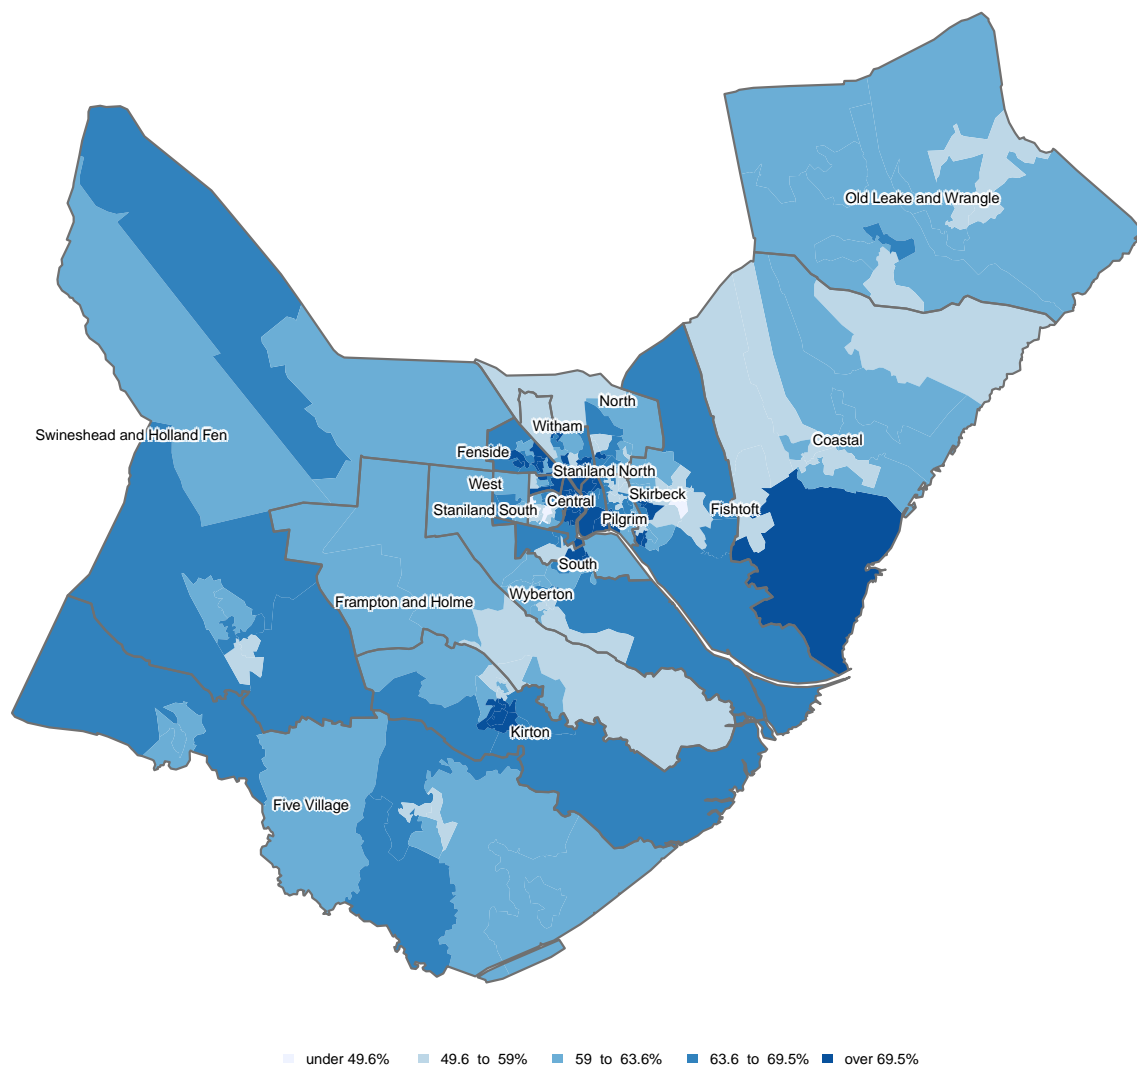 Old Leake and Wrangle
North
Witham
Swineshead and Holland Fen
Coastal
Fenside
Staniland North
West
Skirbeck
Central
Staniland South
Fishtoft
Pilgrim
South
Wyberton
Frampton and Holme
Kirton
Five Village
under 49.6%
49.6 to 59%
59 to 63.6%
63.6 to 69.5%
over 69.5%